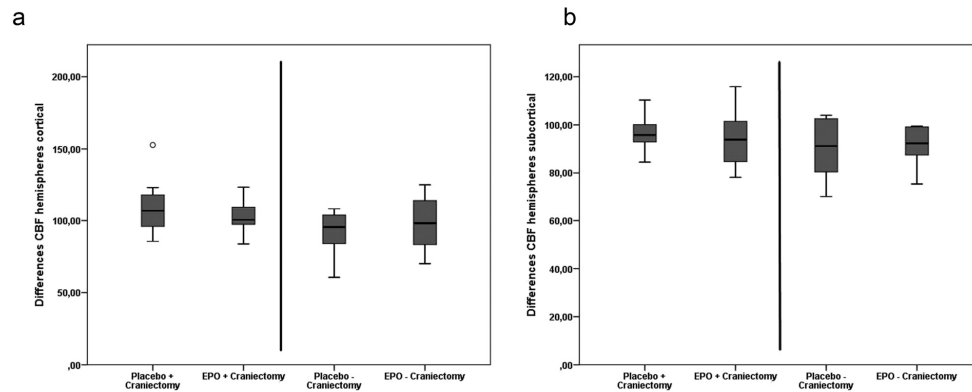 a
Differences CBF hemispheres cortical
200,00
150,00
100,00
50,00
,00
Placebo +
Craniectomy
EPO + Craniectomy
Placebo -
Craniectomy
EPO - Craniectomy
b
Differences CBF hemispheres subcortical
120,00
100,00
80,00
60,00
40,00
20,00
,00
Placebo +
Craniectomy
EPO + Craniectomy
Placebo -
Craniectomy
EPO - Craniectomy